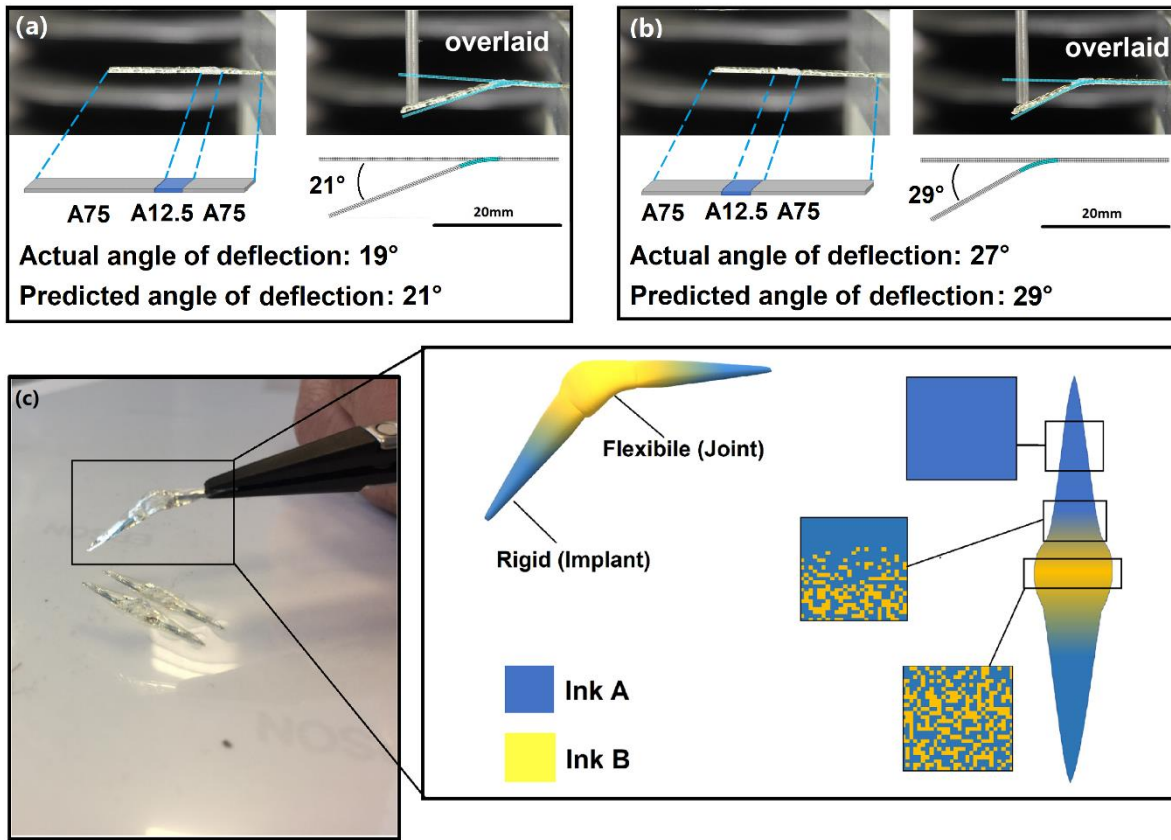 (a)
overlaid
21°
A75 A12.5 A75
20mm
Actual angle of deflection: 19°
Predicted angle of deflection: 21°
(b)
overlaid
29°
A75 A12.5 A75
20mm
Actual angle of deflection: 27°
Predicted angle of deflection: 29°
(c)
Flexibile (Joint)
Rigid (Implant)
Ink A
Ink B